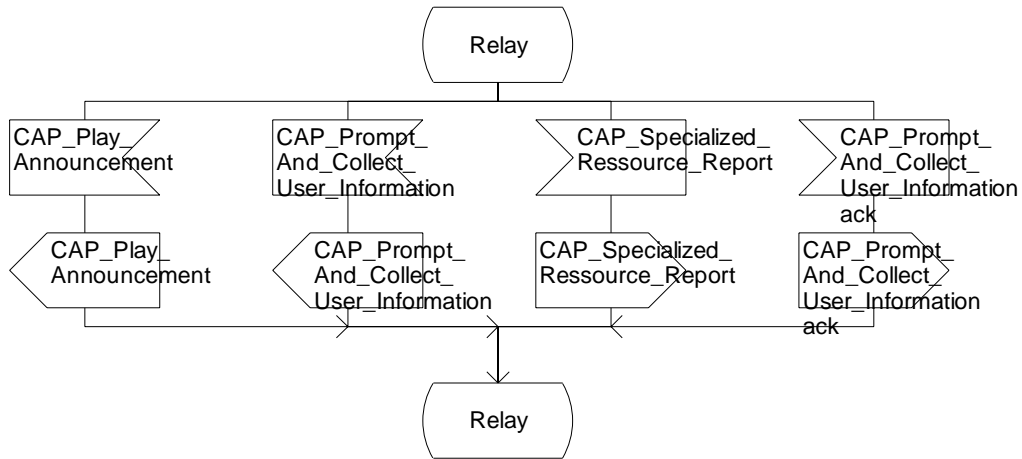 Relay
CAP_Play_
Announcement
CAP_Prompt_
And_Collect_
User_Information
CAP_Specialized_
Ressource_Report
CAP_Prompt_
And_Collect_
User_Information
ack
CAP_Play_
Announcement
CAP_Prompt_
And_Collect_
User_Information
CAP_Specialized_
Ressource_Report
CAP_Prompt_
And_Collect_
User_Information
ack
Relay